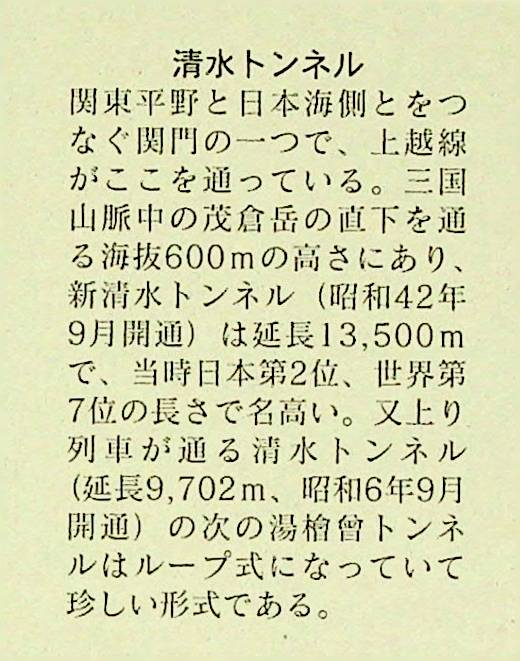 清水トンネル
関東平野と日本海側とをつ
なぐ関門の一つで、上越線
がここを通っている。三国
山脈中の茂倉岳の直下を通
る海抜600mの高さにあり、
新清水トンネル（昭和42年
9月開通）は延長13,500m
で、当時日本第2位、世界第
7位の長さで名高い。又上り
列車が通る清水トンネル
(延長9,702m、昭和6年9月
開通）の次の湯檜曾トンネ
ルはループ式になっていて
珍しい形式である。